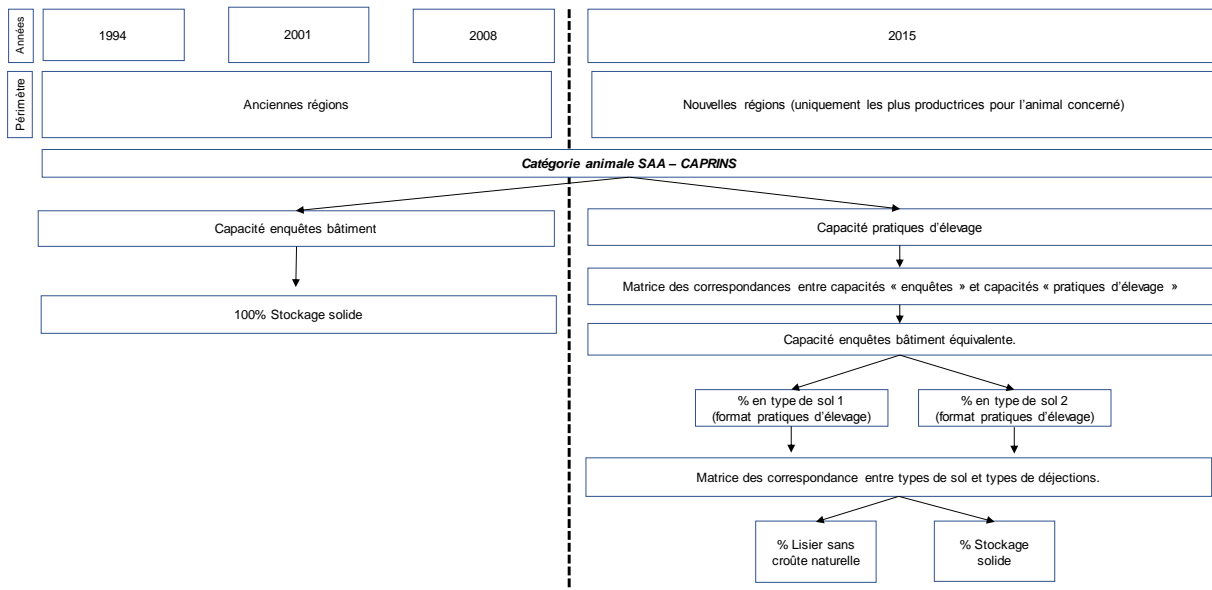 Années
1994
2001
2008
2015
Périmètre
Anciennes régions
Nouvelles régions (uniquement les plus productrices pour l'animal concerné)
Catégorie animale SAA – CAPRINS
Capacité enquêtes bâtiment
Capacité pratiques d'élevage
Matrice des correspondances entre capacités « enquêtes » et capacités « pratiques d'élevage »
100% Stockage solide
Capacité enquêtes bâtiment équivalente.
% en type de sol 1
(format pratiques d'élevage)
% en type de sol 2
(format pratiques d'élevage)
Matrice des correspondance entre types de sol et types de déjections.
% Lisier sans
croûte naturelle
% Stockage
solide